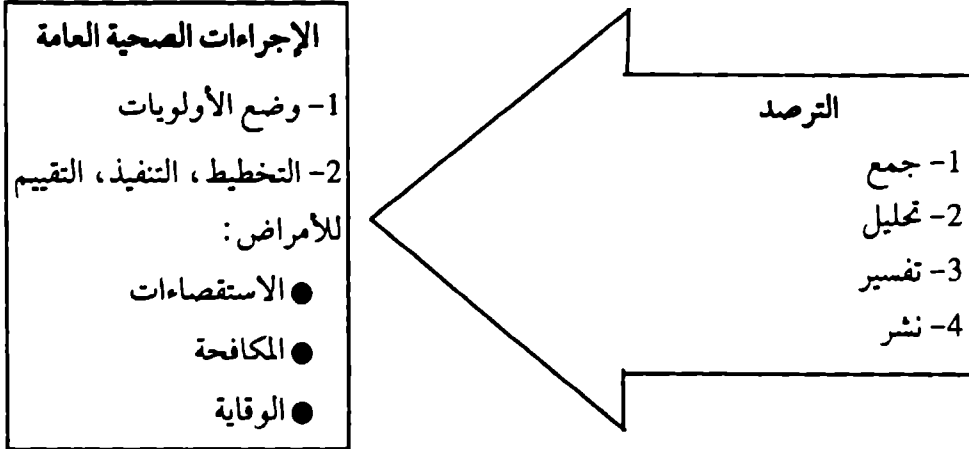 الترصد
1- جمع
2- تحليل
3- تفسير
4- نشر
الإجراءات الصحية العامة
1- وضع الأولويات
2- التخطيط، التنفيذ، التقييم
للأمراض:
● الاستقصاءات
● المكافحة
● الوقاية